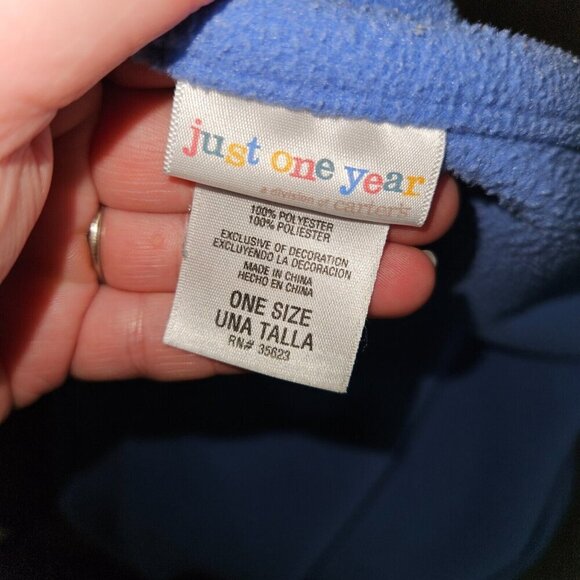 just one year
a division of carter's
100% POLYESTER
100% POLIESTER
EXCLUSIVE OF DECORATION
EXCLUYENDO LA DECORACION
MADE IN CHINA
HECHO EN CHINA
ONE SIZE
UNA TALLA
RN# 35623